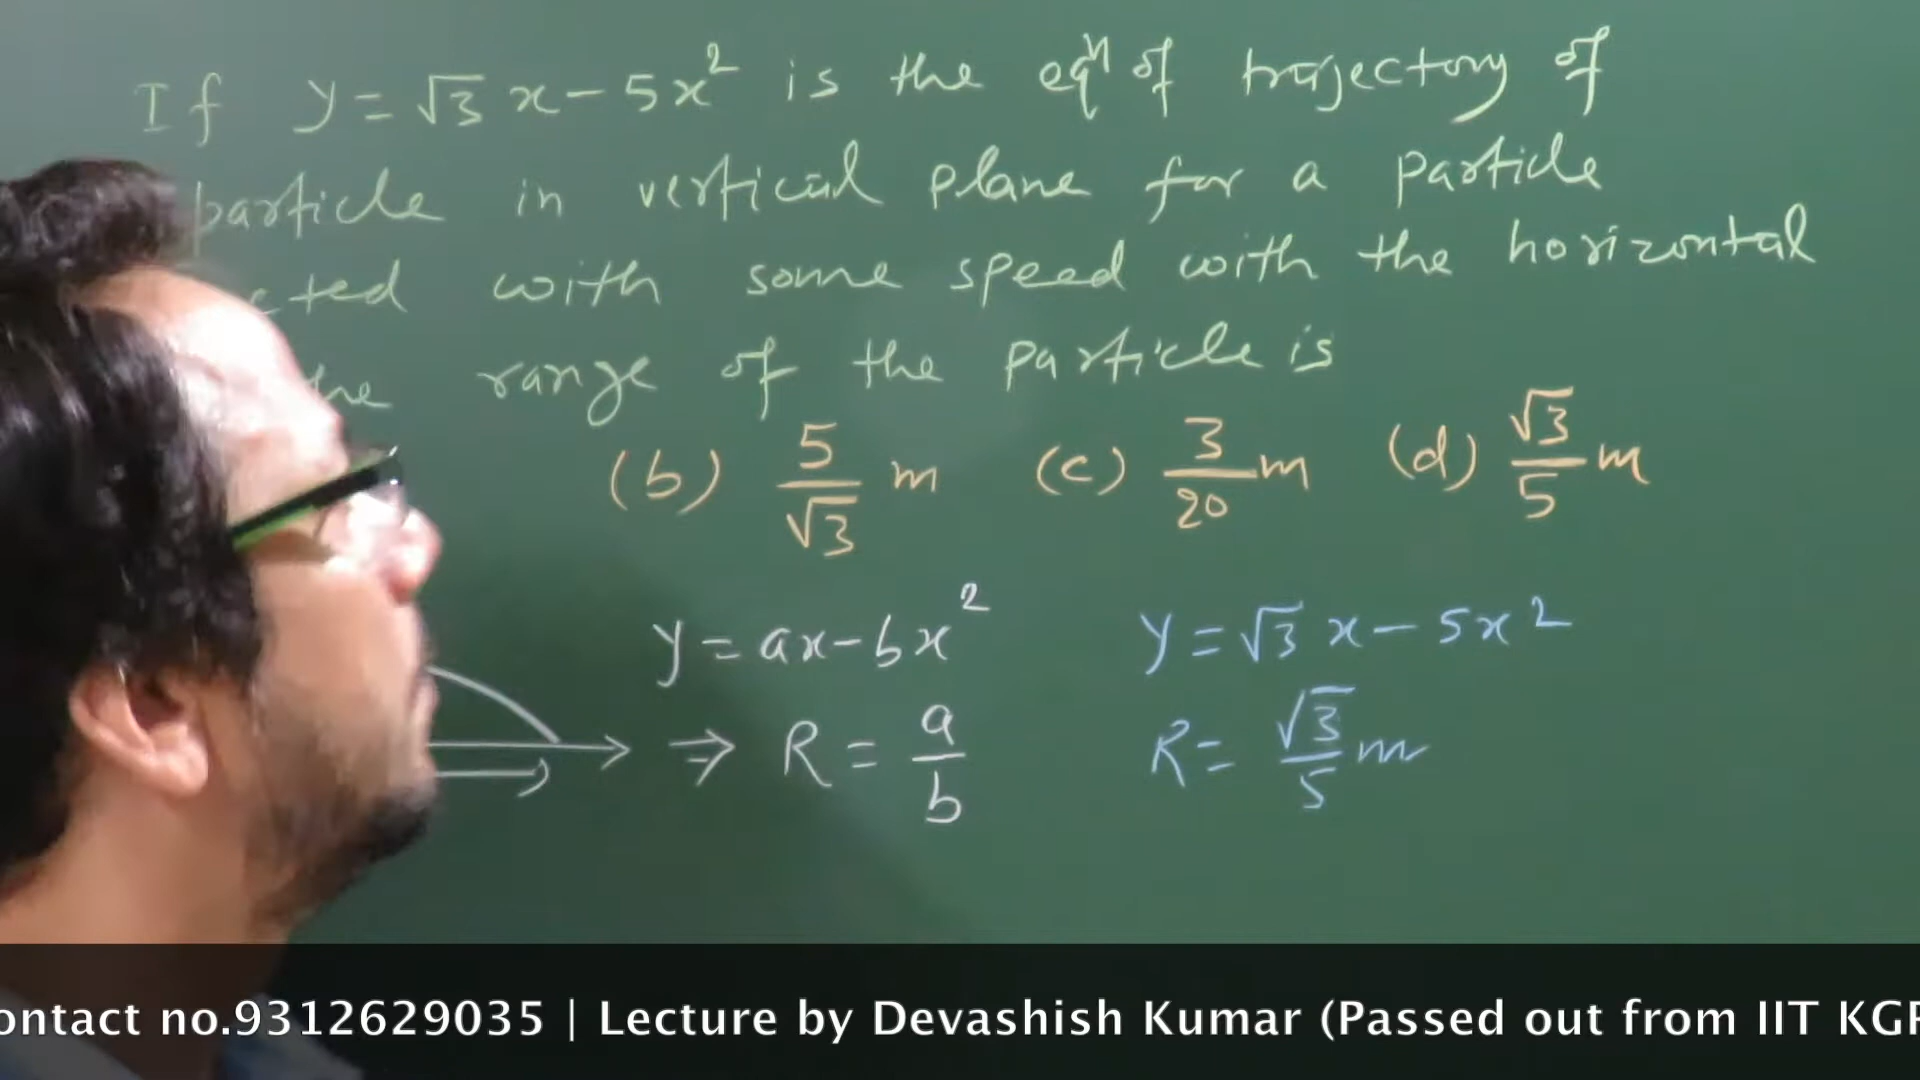 If y = √3 x - 5x² is the eqⁿ of trajectory of
particle in vertical plane for a particle
cted with some speed with the horizontal
he range of the particle is
(b) 5/√3 m (c) 3/20 m (d) √3/5 m
y = ax - bx² y = √3 x - 5x²
⇒ R = a/b R = √3/5 m
ontact no.9312629035 | Lecture by Devashish Kumar (Passed out from IIT KGP